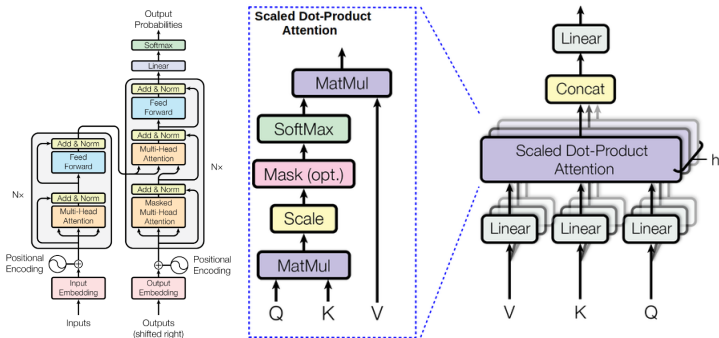 Output
Probabilities
Softmax
Linear
Add & Norm
Feed
Forward
Add & Norm
Multi-Head
Attention
Add & Norm
Masked
Multi-Head
Attention
Nx
Add & Norm
Feed
Forward
Add & Norm
Multi-Head
Attention
Nx
Positional
Encoding
Positional
Encoding
Input
Embedding
Output
Embedding
Inputs
Outputs
(shifted right)
Scaled Dot-Product
Attention
MatMul
SoftMax
Mask (opt.)
Scale
MatMul
Q K V
Linear
Concat
Scaled Dot-Product
Attention
h
Linear Linear Linear
V K Q